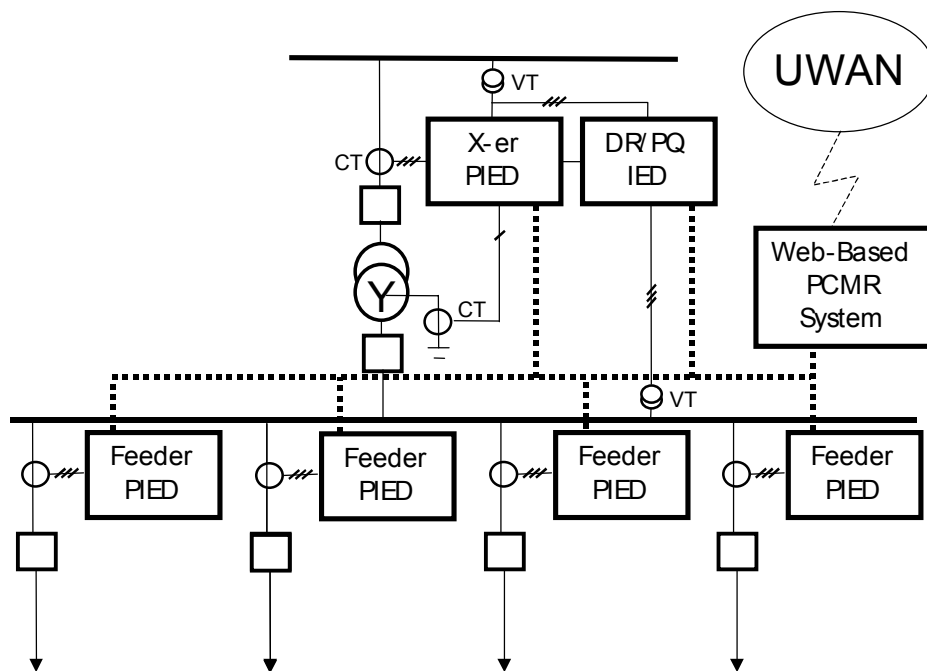 UWAN
VT
X-er
PIED
DR/PQ
IED
CT
Web-Based
PCMR
System
Y
CT
VT
Feeder
PIED
Feeder
PIED
Feeder
PIED
Feeder
PIED